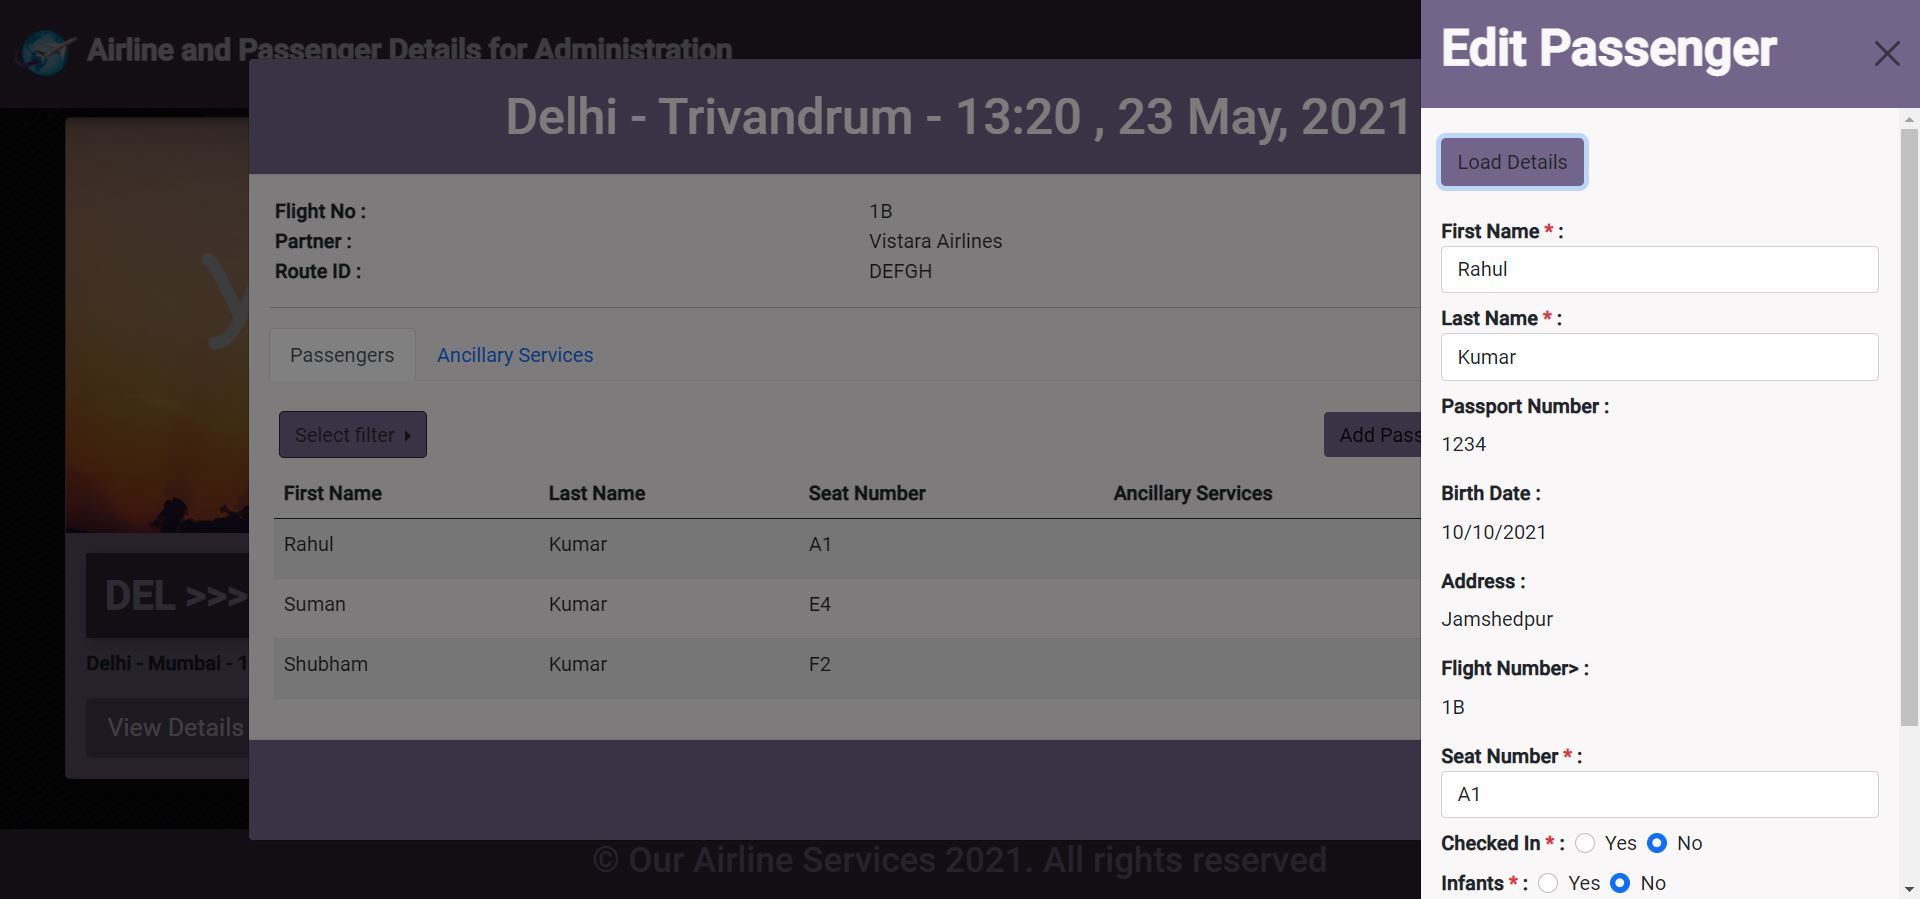 Airline and Passenger Details for Administration
Delhi - Trivandrum - 13:20 , 23 May, 2021
Flight No : 1B
Partner : Vistara Airlines
Route ID : DEFGH
Passengers Ancillary Services
Select filter
First Name Last Name Seat Number Ancillary Services
Rahul Kumar A1
Suman Kumar E4
Shubham Kumar F2
DEL >>>
Delhi - Mumbai - 1
View Details
© Our Airline Services 2021. All rights reserved
Edit Passenger
Load Details
First Name * :
Rahul
Last Name * :
Kumar
Passport Number :
1234
Birth Date :
10/10/2021
Address :
Jamshedpur
Flight Number> :
1B
Seat Number * :
A1
Checked In * : Yes No
Infants * : Yes No
Add Pass